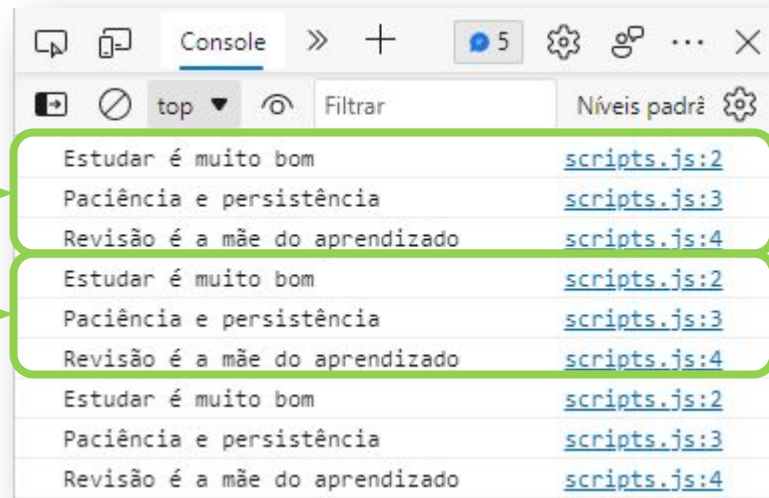 Console
5
top
Filtrar
Níveis padrã
Estudar é muito bom scripts.js:2
Paciência e persistência scripts.js:3
Revisão é a mãe do aprendizado scripts.js:4
Estudar é muito bom scripts.js:2
Paciência e persistência scripts.js:3
Revisão é a mãe do aprendizado scripts.js:4
Estudar é muito bom scripts.js:2
Paciência e persistência scripts.js:3
Revisão é a mãe do aprendizado scripts.js:4